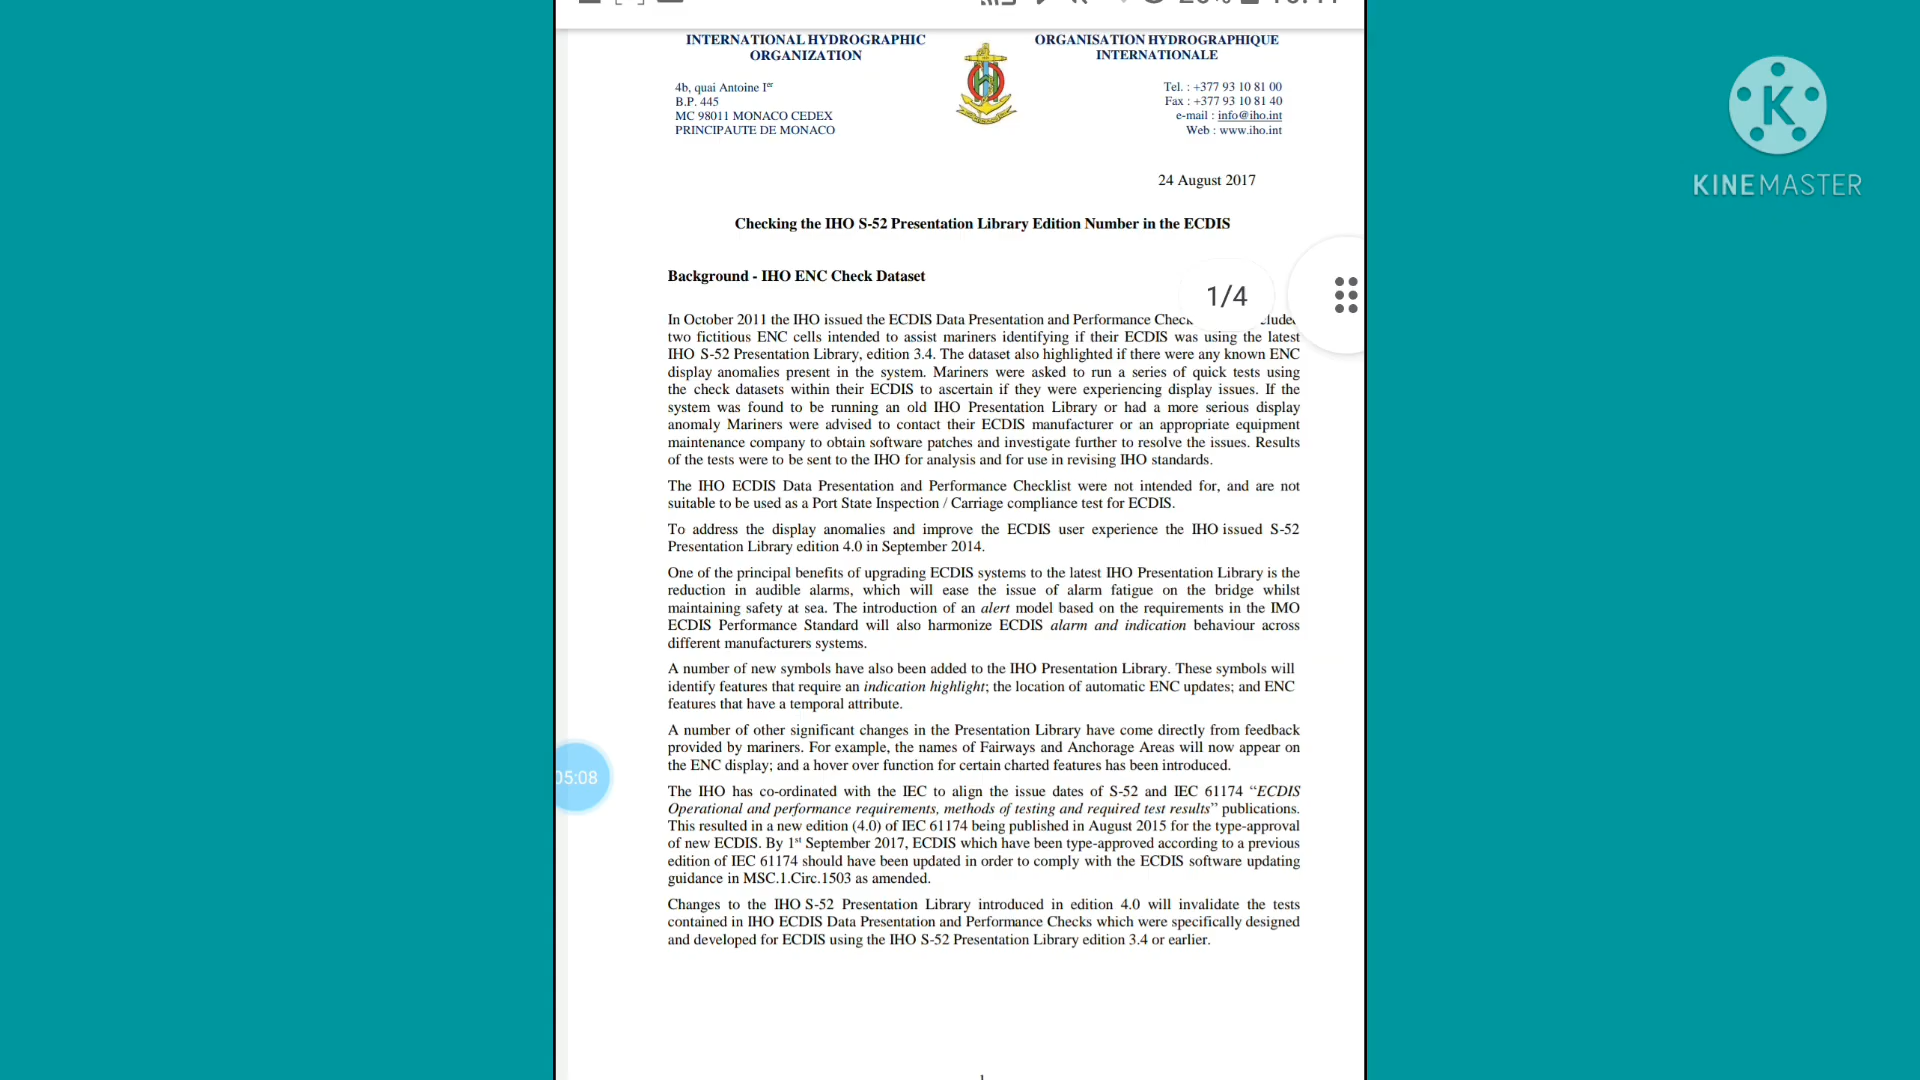 INTERNATIONAL HYDROGRAPHIC
ORGANIZATION
ORGANISATION HYDROGRAPHIQUE
INTERNATIONALE
4b, quai Antoine Ier
B.P. 445
MC 98011 MONACO CEDEX
PRINCIPAUTE DE MONACO
Tel. : +377 93 10 81 00
Fax : +377 93 10 81 40
e-mail : info@iho.int
Web : www.iho.int
K
KINEMASTER
24 August 2017
Checking the IHO S-52 Presentation Library Edition Number in the ECDIS
Background - IHO ENC Check Dataset
1/4
In October 2011 the IHO issued the ECDIS Data Presentation and Performance
two fictitious ENC cells intended to assist mariners identifying if their ECDIS was using the latest
IHO S-52 Presentation Library, edition 3.4. The dataset also highlighted if there were any known ENC
display anomalies present in the system. Mariners were asked to run a series of quick tests using
the check datasets within their ECDIS to ascertain if they were experiencing display issues. If the
system was found to be running an old IHO Presentation Library or had a more serious display
anomaly Mariners were advised to contact their ECDIS manufacturer or an appropriate equipment
maintenance company to obtain software patches and investigate further to resolve the issues. Results
of the tests were to be sent to the IHO for analysis and for use in revising IHO standards.
The IHO ECDIS Data Presentation and Performance Checklist were not intended for, and are not
suitable to be used as a Port State Inspection / Carriage compliance test for ECDIS.
To address the display anomalies and improve the ECDIS user experience the IHO issued S-52
Presentation Library edition 4.0 in September 2014.
One of the principal benefits of upgrading ECDIS systems to the latest IHO Presentation Library is the
reduction in audible alarms, which will ease the issue of alarm fatigue on the bridge whilst
maintaining safety at sea. The introduction of an alert model based on the requirements in the IMO
ECDIS Performance Standard will also harmonize ECDIS alarm and indication behaviour across
different manufacturers systems.
A number of new symbols have also been added to the IHO Presentation Library. These symbols will
identify features that require an indication highlight; the location of automatic ENC updates; and ENC
features that have a temporal attribute.
A number of other significant changes in the Presentation Library have come directly from feedback
provided by mariners. For example, the names of Fairways and Anchorage Areas will now appear on
the ENC display; and a hover over function for certain charted features has been introduced.
05:08
The IHO has co-ordinated with the IEC to align the issue dates of S-52 and IEC 61174 “ECDIS
Operational and performance requirements, methods of testing and required test results” publications.
This resulted in a new edition (4.0) of IEC 61174 being published in August 2015 for the type-approval
of new ECDIS. By 1st September 2017, ECDIS which have been type-approved according to a previous
edition of IEC 61174 should have been updated in order to comply with the ECDIS software updating
guidance in MSC.1.Circ.1503 as amended.
Changes to the IHO S-52 Presentation Library introduced in edition 4.0 will invalidate the tests
contained in IHO ECDIS Data Presentation and Performance Checks which were specifically designed
and developed for ECDIS using the IHO S-52 Presentation Library edition 3.4 or earlier.